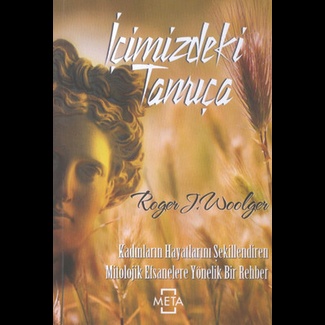 İçimizdeki
Tanrıça
Roger J. Woolger
Kadınların Hayatlarını Şekillendiren
Mitolojik Efsanelere Yönelik Bir Rehber
META